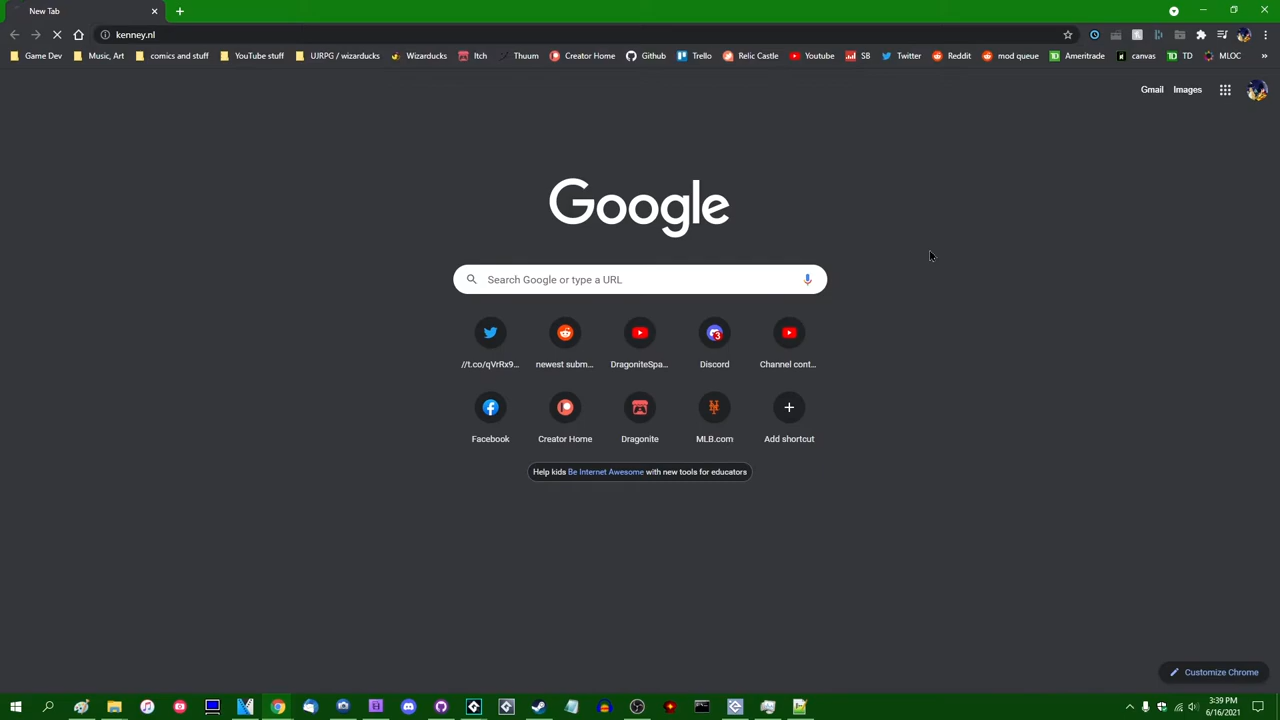 New Tab
kenney.nl
Game Dev Music, Art comics and stuff YouTube stuff UJRPG / wizarducks Wizarducks Itch Thuum Creator Home Github Trello Relic Castle Youtube SB Twitter Reddit mod queue Ameritrade canvas TD MLOC »
Gmail Images
Google
Search Google or type a URL
//t.co/qVrRx9... newest subm... DragoniteSpa... Discord Channel cont...
Facebook Creator Home Dragonite MLB.com Add shortcut
Help kids Be Internet Awesome with new tools for educators
Customize Chrome
3:39 PM
6/16/2021